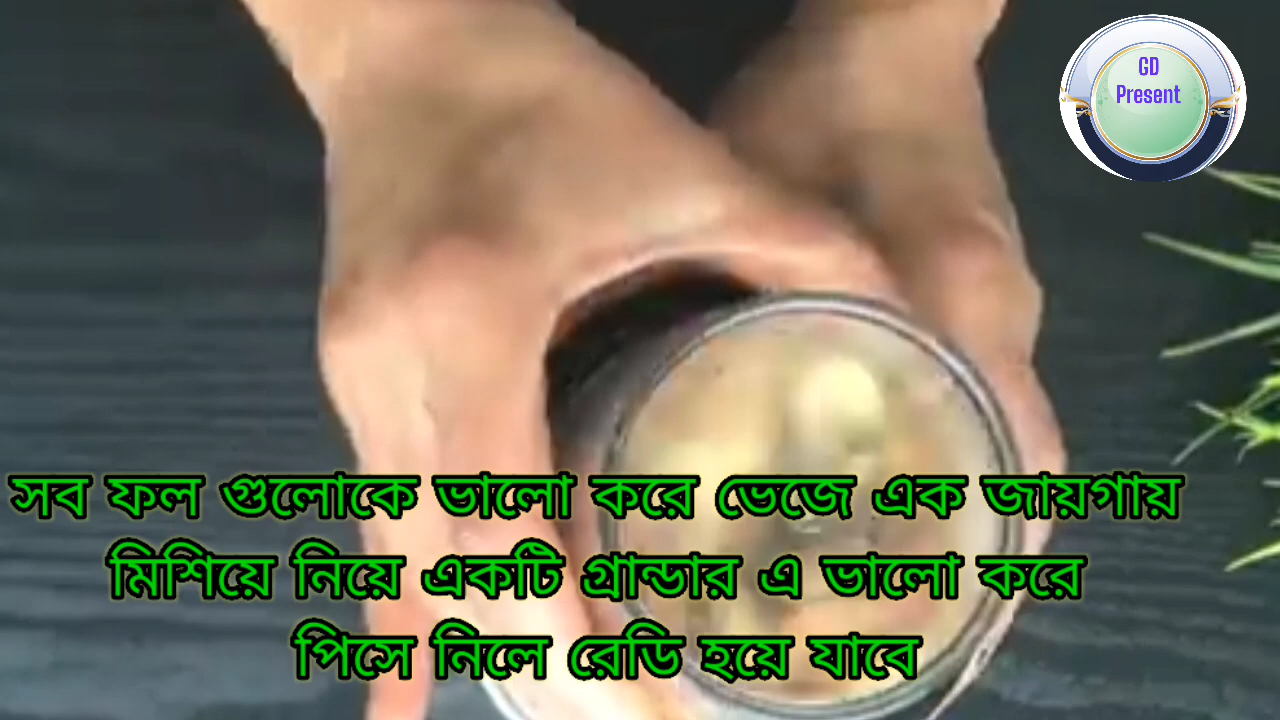 GD
Present
সব ফল গুলোকে ভালো করে ভেজে এক জায়গায়
মিশিয়ে নিয়ে একটি গ্রান্ডার এ ভালো করে
পিসে নিলে রেডি হয়ে যাবে